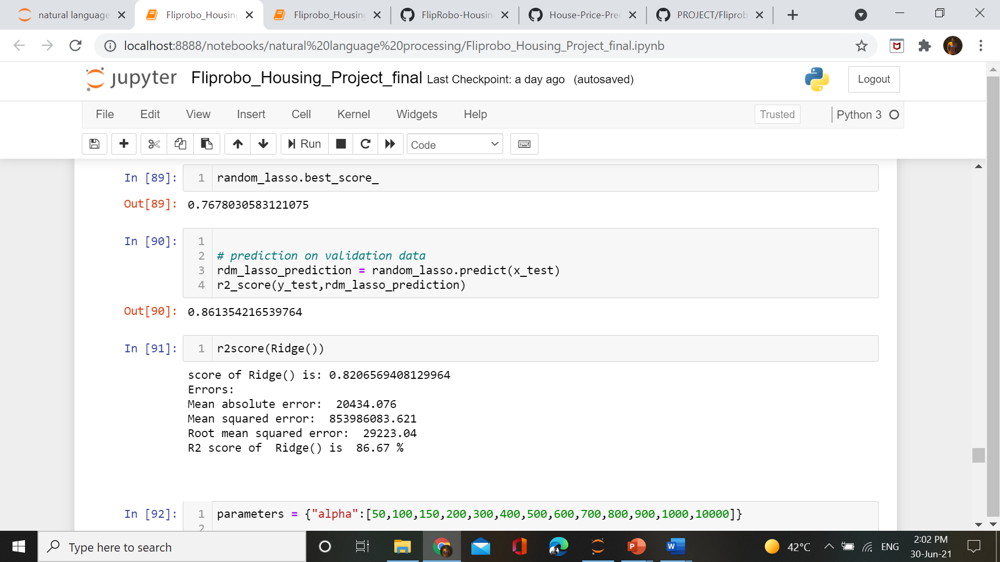 natural language
Fliprobo_Housing
Fliprobo_Housing
FlipRobo-Housin
House-Price-Pred
PROJECT/Fliprob
localhost:8888/notebooks/natural%20language%20processing/Fliprobo_Housing_Project_final.ipynb
jupyter Fliprobo_Housing_Project_final Last Checkpoint: a day ago (autosaved)
Logout
File Edit View Insert Cell Kernel Widgets Help
Trusted
Python 3
Run
Code
In [89]: 1 random_lasso.best_score_
Out[89]: 0.7678030583121075
In [90]: 1
2 # prediction on validation data
3 rdm_lasso_prediction = random_lasso.predict(x_test)
4 r2_score(y_test,rdm_lasso_prediction)
Out[90]: 0.861354216539764
In [91]: 1 r2score(Ridge())
score of Ridge() is: 0.8206569408129964
Errors:
Mean absolute error:  20434.076
Mean squared error:  853986083.621
Root mean squared error:  29223.04
R2 score of  Ridge() is  86.67 %
In [92]: 1 parameters = {"alpha":[50,100,150,200,300,400,500,600,700,800,900,1000,10000]}
2
Type here to search
P
W
42°C
ENG
2:02 PM
30-Jun-21